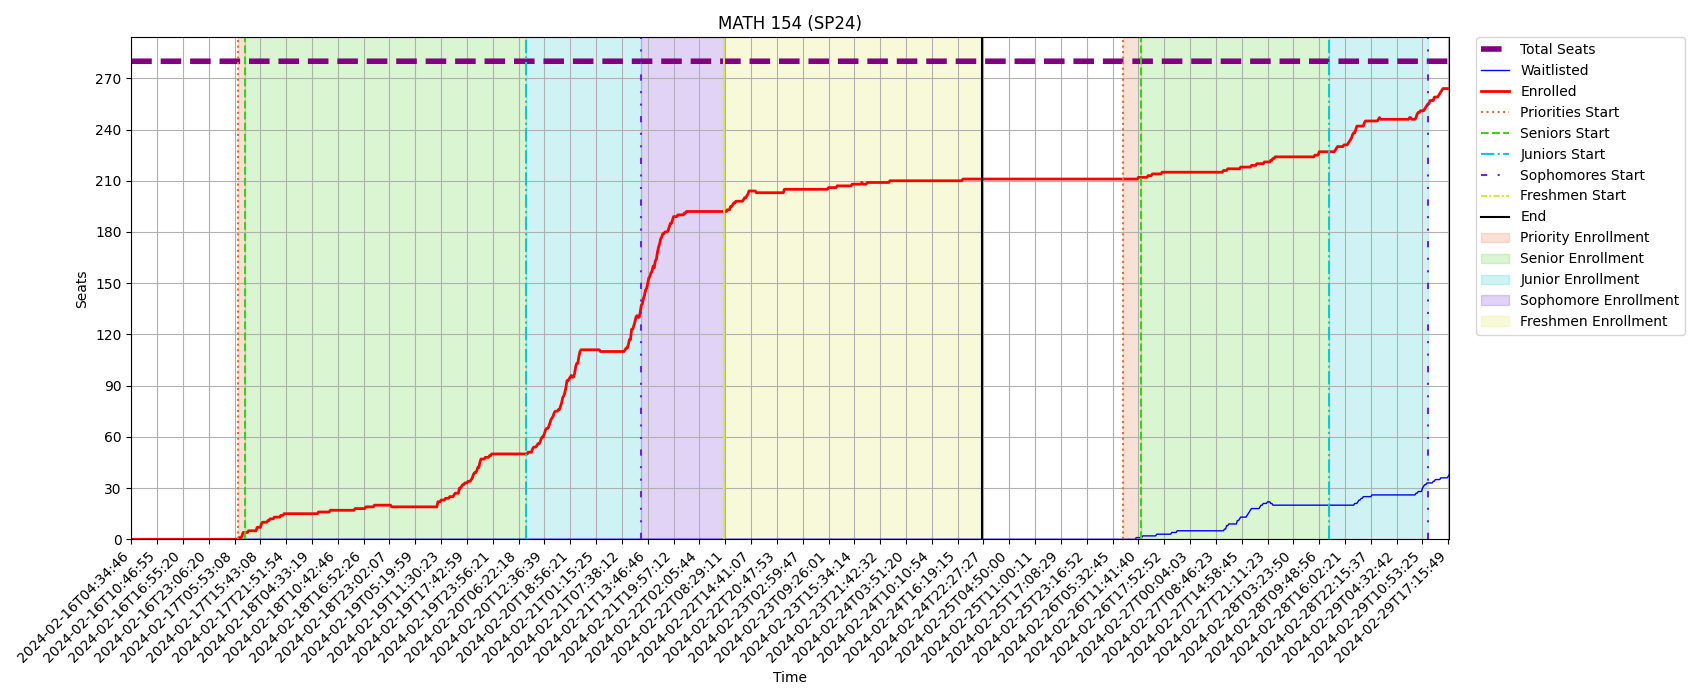 MATH 154 (SP24)
Seats
270
240
210
180
150
120
90
60
30
0
2024-02-16T04:34:46
2024-02-16T10:46:55
2024-02-16T16:55:20
2024-02-16T23:06:20
2024-02-17T05:53:08
2024-02-17T15:43:08
2024-02-17T21:51:54
2024-02-18T04:33:19
2024-02-18T10:42:46
2024-02-18T16:52:26
2024-02-18T23:02:07
2024-02-19T05:19:59
2024-02-19T11:30:23
2024-02-19T17:42:59
2024-02-19T23:56:21
2024-02-20T06:22:18
2024-02-20T12:36:39
2024-02-20T18:56:21
2024-02-21T01:15:25
2024-02-21T07:38:12
2024-02-21T13:46:46
2024-02-21T19:57:12
2024-02-22T02:05:44
2024-02-22T08:29:11
2024-02-22T14:41:07
2024-02-22T20:47:53
2024-02-23T02:59:47
2024-02-23T09:26:01
2024-02-23T15:34:14
2024-02-23T21:42:32
2024-02-24T03:51:20
2024-02-24T10:10:54
2024-02-24T16:19:15
2024-02-24T22:27:27
2024-02-25T04:50:00
2024-02-25T11:00:11
2024-02-25T17:08:29
2024-02-25T23:16:52
2024-02-26T05:32:45
2024-02-26T11:41:40
2024-02-26T17:52:52
2024-02-27T00:04:03
2024-02-27T08:46:23
2024-02-27T14:58:45
2024-02-27T21:11:23
2024-02-28T03:23:50
2024-02-28T09:48:56
2024-02-28T16:02:21
2024-02-28T22:15:37
2024-02-29T04:32:42
2024-02-29T10:53:25
2024-02-29T17:15:49
Time
Total Seats
Waitlisted
Enrolled
Priorities Start
Seniors Start
Juniors Start
Sophomores Start
Freshmen Start
End
Priority Enrollment
Senior Enrollment
Junior Enrollment
Sophomore Enrollment
Freshmen Enrollment